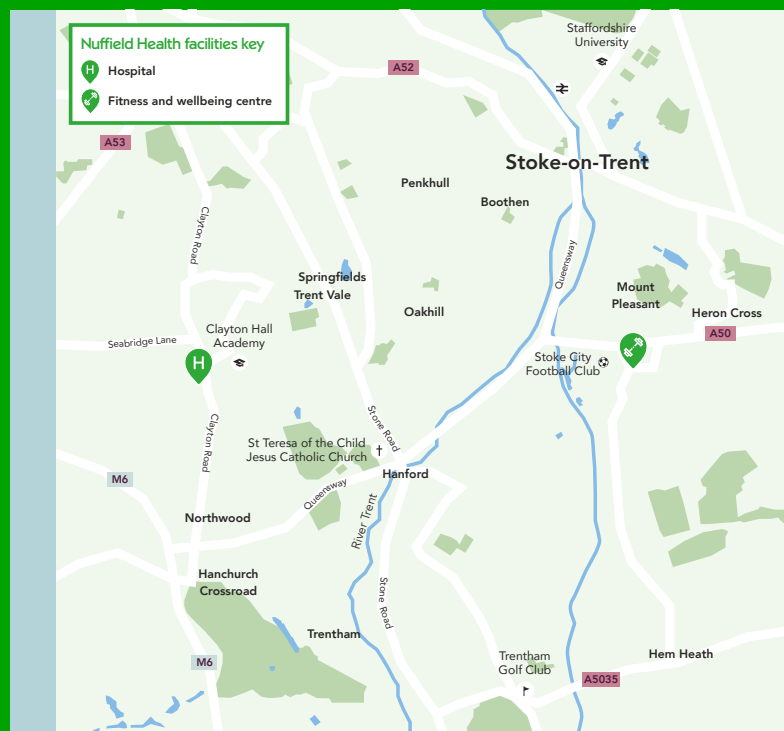 Nuffield Health facilities key
H Hospital
Fitness and wellbeing centre
Staffordshire
University
A52
A53
Stoke-on-Trent
Penkhull
Boothen
Clayton Road
Queensway
Springfields
Trent Vale
Mount
Pleasant
Oakhill
Heron Cross
A50
Clayton Hall
Academy
Seabridge Lane
H
Stoke City
Football Club
Stone Road
Clayton Road
St Teresa of the Child
Jesus Catholic Church
Hanford
M6
Queensway
River Trent
Northwood
Hanchurch
Crossroad
Stone Road
Trentham
M6
Trentham
Golf Club
Hem Heath
A5035